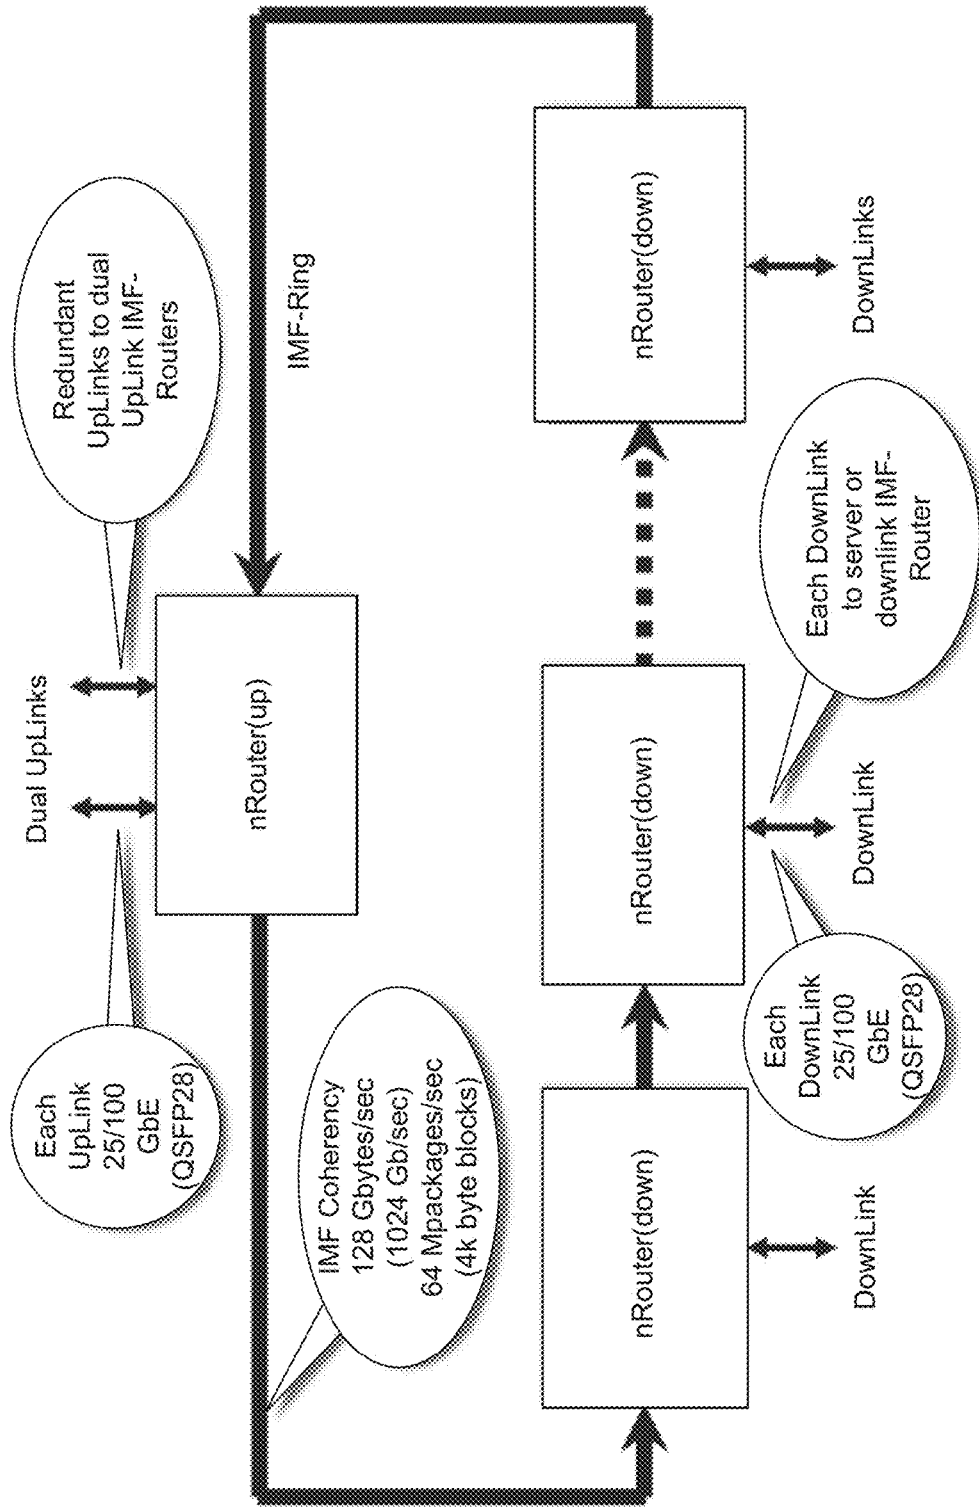 Each
UpLink
25/100
GbE
(QSFP28)
Dual UpLinks
Redundant
UpLinks to dual
UpLink IMF-
Routers
nRouter(up)
IMF-Ring
IMF Coherency
128 Gbytes/sec
(1024 Gb/sec)
64 Mpackages/sec
(4k byte blocks)
nRouter(down)
nRouter(down)
nRouter(down)
DownLink
Each
DownLink
25/100
GbE
(QSFP28)
DownLink
Each DownLink
to server or
downlink IMF-
Router
DownLinks